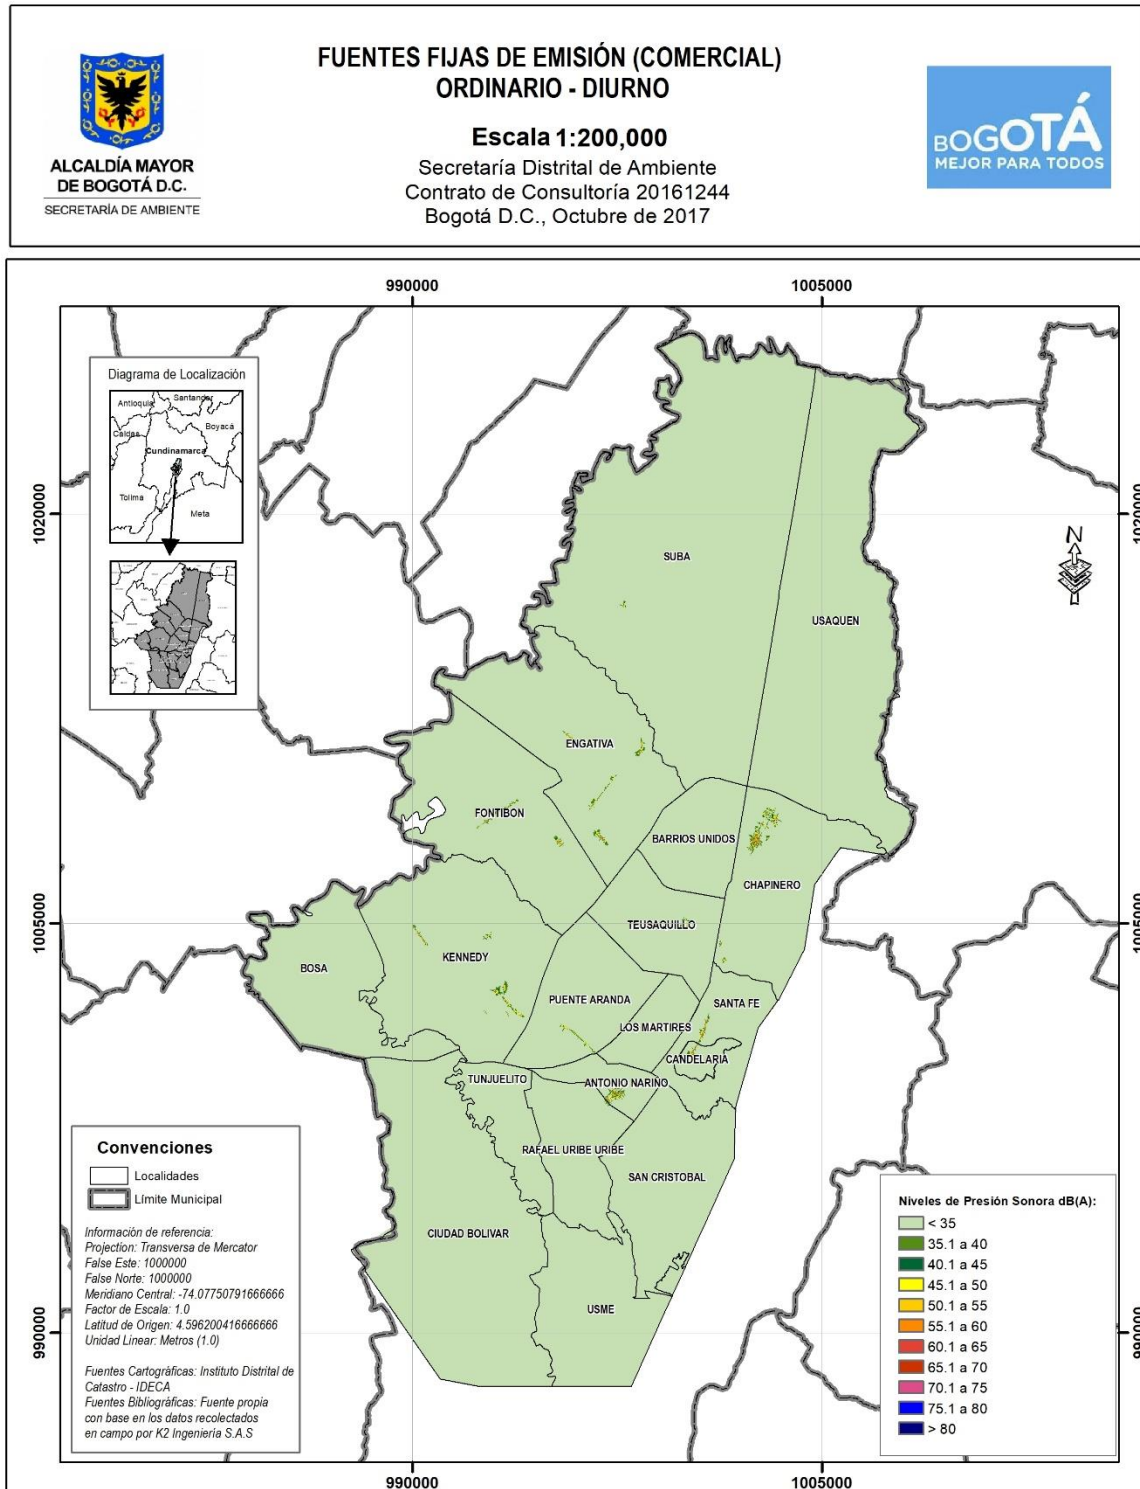 FUENTES FIJAS DE EMISIÓN (COMERCIAL)
ORDINARIO - DIURNO
Escala 1:200,000
Secretaría Distrital de Ambiente
Contrato de Consultoría 20161244
Bogotá D.C., Octubre de 2017
ALCALDÍA MAYOR
DE BOGOTÁ D.C.
SECRETARÍA DE AMBIENTE
BOGOTÁ
MEJOR PARA TODOS
990000
1005000
1020000
1020000
1005000
1005000
990000
990000
990000
1005000
Diagrama de Localización
Antioquia
Santander
Boyacá
Caldas
Cundinamarca
Tolima
Meta
N
SUBA
USAQUEN
ENGATIVA
FONTIBON
BARRIOS UNIDOS
CHAPINERO
TEUSAQUILLO
KENNEDY
BOSA
PUENTE ARANDA
SANTA FE
LOS MARTIRES
CANDELARIA
TUNJUELITO
ANTONIO NARIÑO
RAFAEL URIBE URIBE
SAN CRISTOBAL
CIUDAD BOLIVAR
USME
Convenciones
Localidades
Límite Municipal
Información de referencia:
Projection: Transversa de Mercator
False Este: 1000000
False Norte: 1000000
Meridiano Central: -74.07750791666666
Factor de Escala: 1.0
Latitud de Origen: 4.596200416666666
Unidad Linear: Metros (1.0)
Fuentes Cartográficas: Instituto Distrital de
Catastro - IDECA
Fuentes Bibliográficas: Fuente propia
con base en los datos recolectados
en campo por K2 Ingeniería S.A.S
Niveles de Presión Sonora dB(A):
< 35
35.1 a 40
40.1 a 45
45.1 a 50
50.1 a 55
55.1 a 60
60.1 a 65
65.1 a 70
70.1 a 75
75.1 a 80
> 80